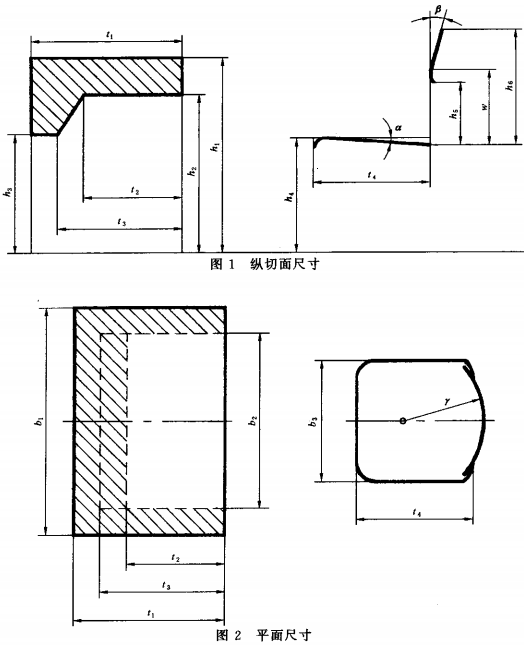 t₁
β
h₃
t₂
t₃
h₂
h₁
h₄
α
t₄
h₅
w
h₆
图 1 纵切面尺寸
b₁
b₂
t₂
t₃
t₁
b₃
γ
t₄
图 2 平面尺寸